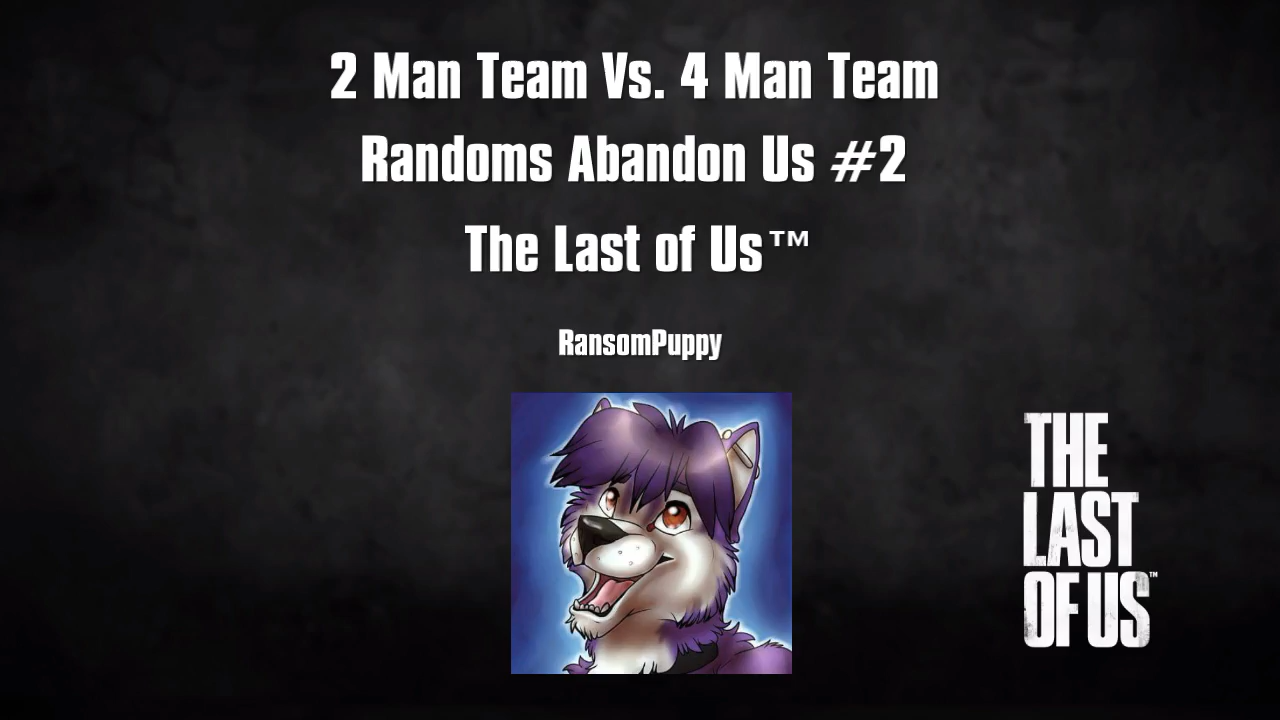 2 Man Team Vs. 4 Man Team
Randoms Abandon Us #2
The Last of Us™
RansomPuppy
THE
LAST
OF US™